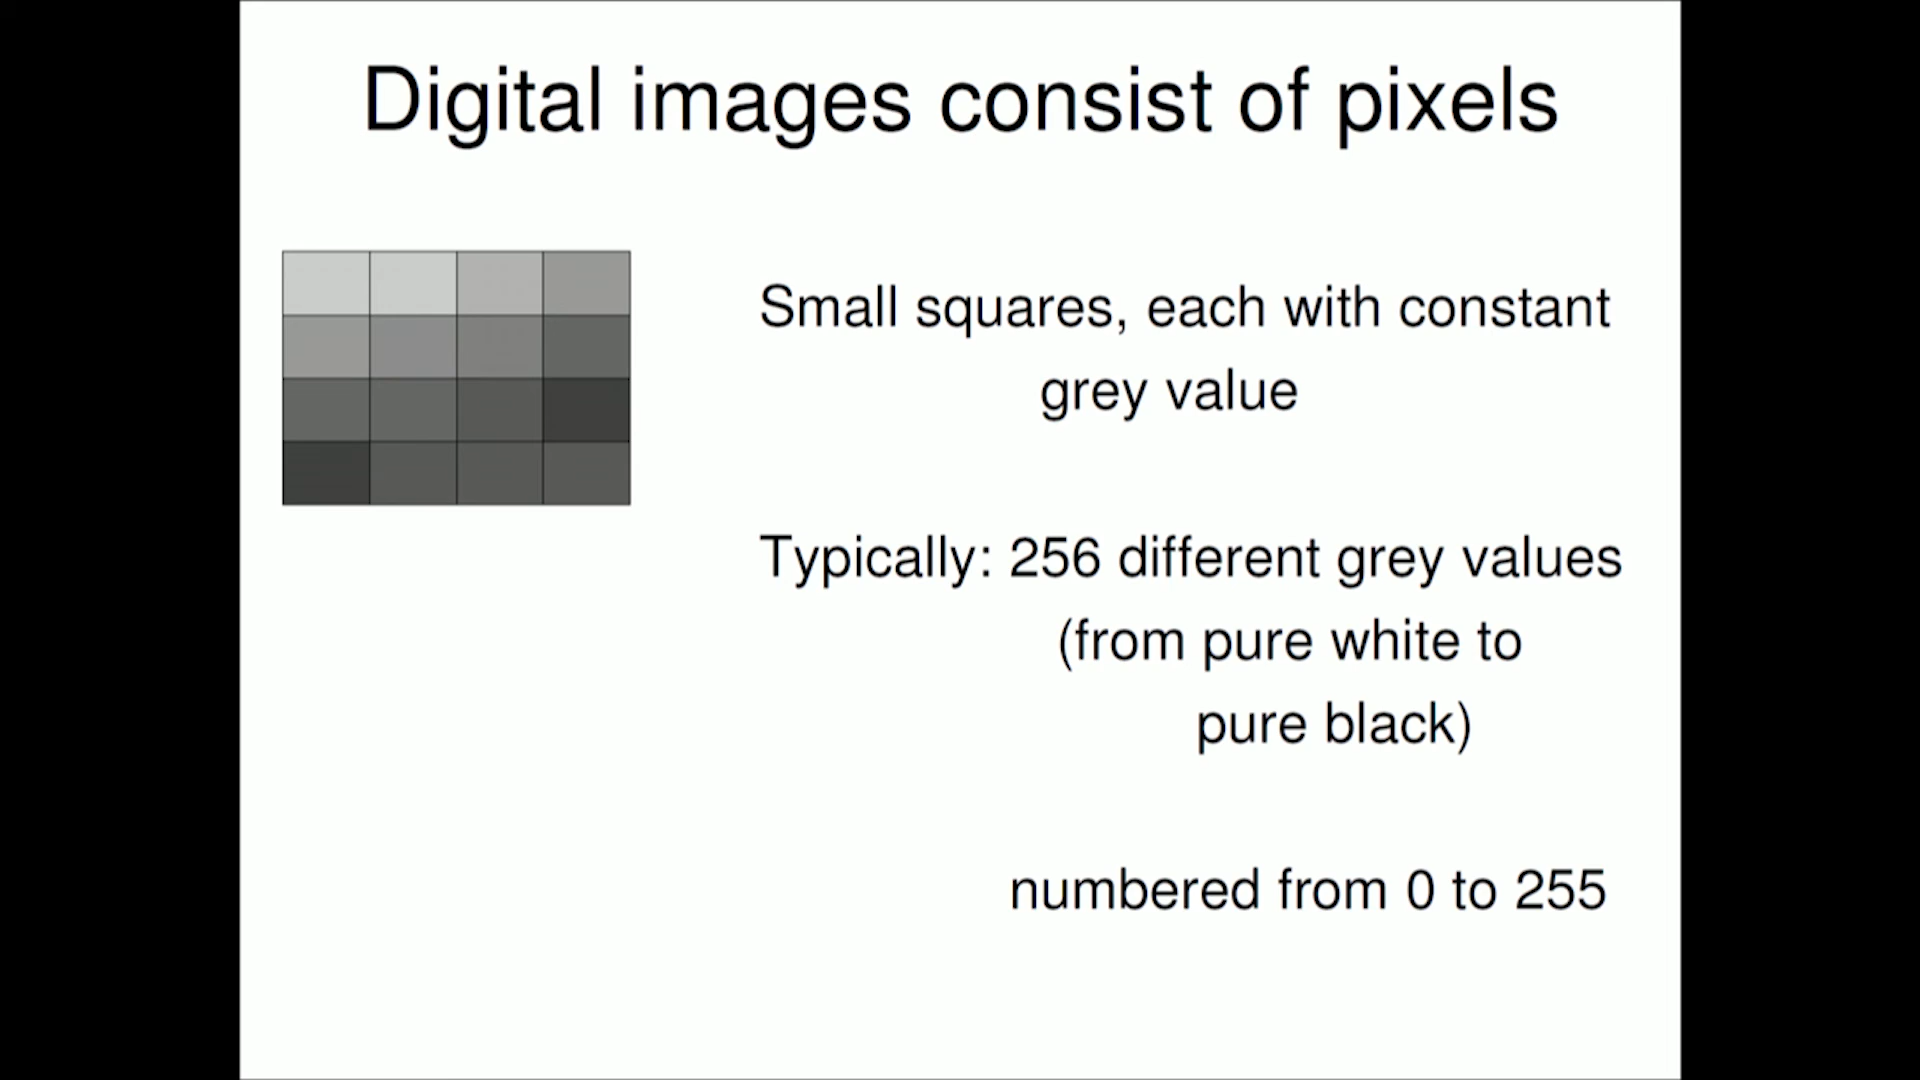 Digital images consist of pixels
Small squares, each with constant
grey value
Typically: 256 different grey values
(from pure white to
pure black)
numbered from 0 to 255